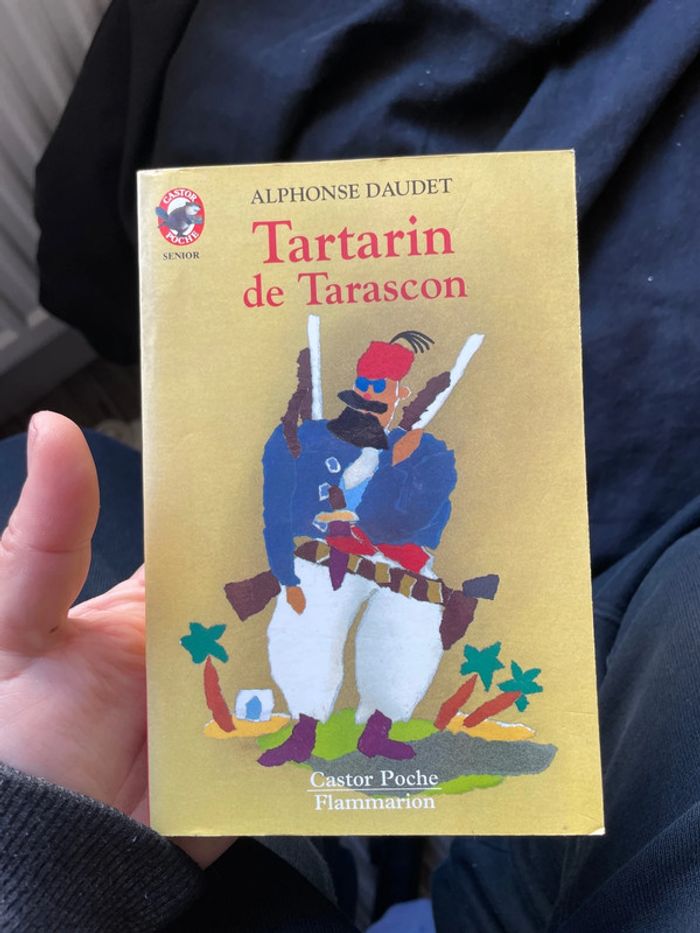 ALPHONSE DAUDET
CASTOR
POCHE
SENIOR
Tartarin
de Tarascon
Castor Poche
Flammarion